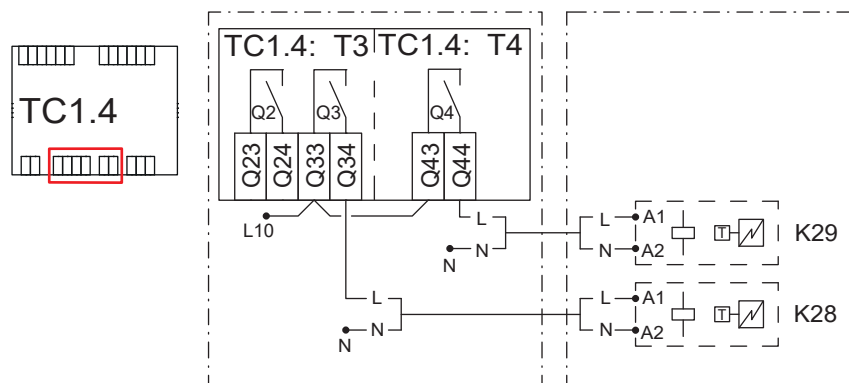 TC1.4: T3 TC1.4: T4
TC1.4
Q2 Q3 Q4
Q23 Q24 Q33 Q34 Q43 Q44
L10
L L A1
N N A2 T K29
N
L L A1
N N A2 T K28
N